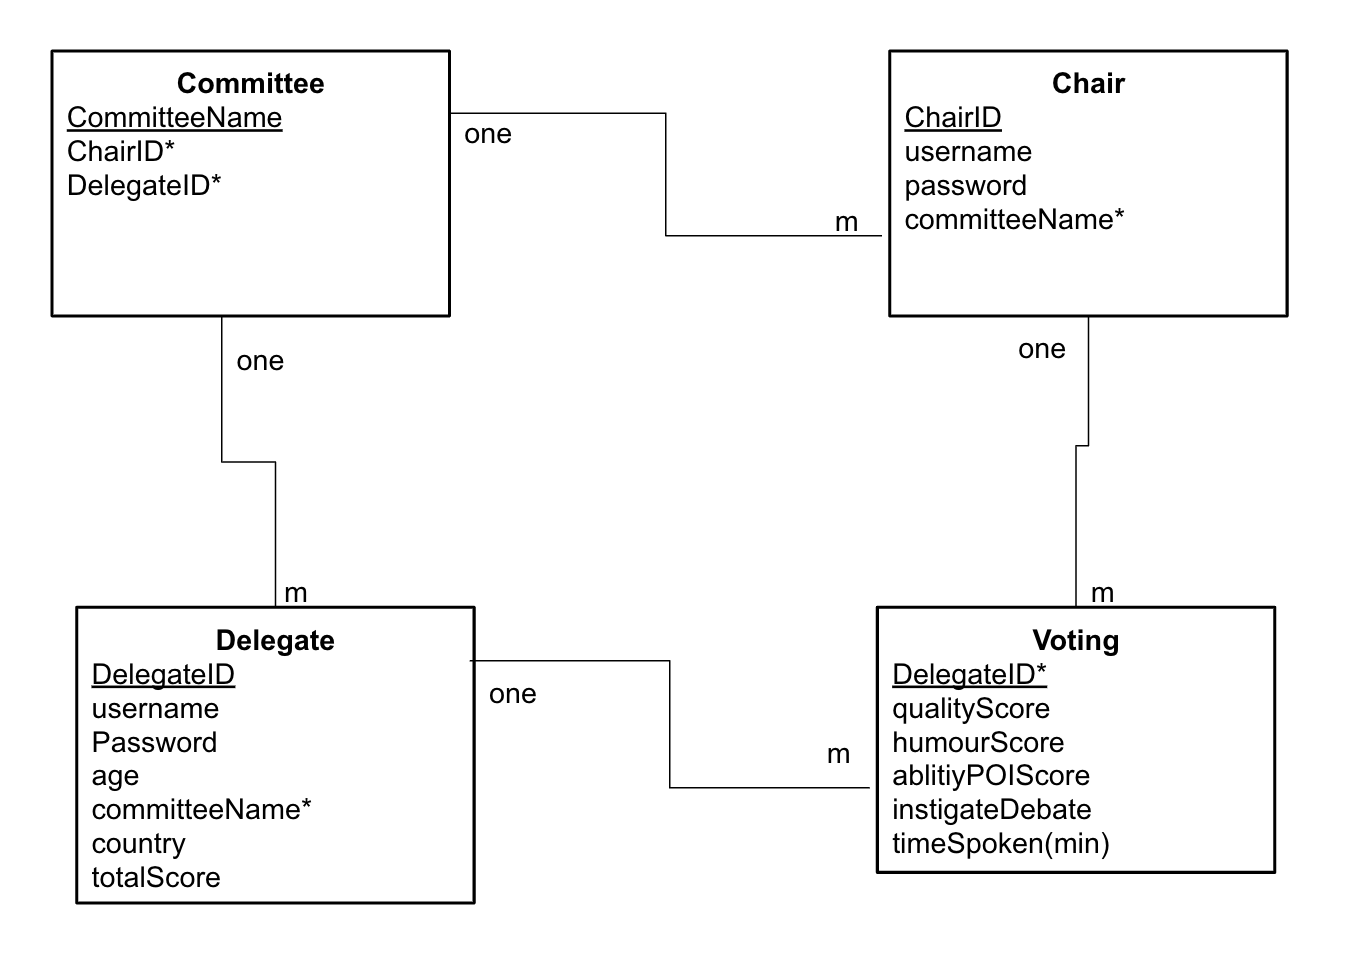 Committee
CommitteeName
ChairID*
DelegateID*
one
m
Chair
ChairID
username
password
committeeName*
one
m
one
m
Delegate
DelegateID
username
Password
age
committeeName*
country
totalScore
one
m
Voting
DelegateID*
qualityScore
humourScore
ablitiyPOIScore
instigateDebate
timeSpoken(min)